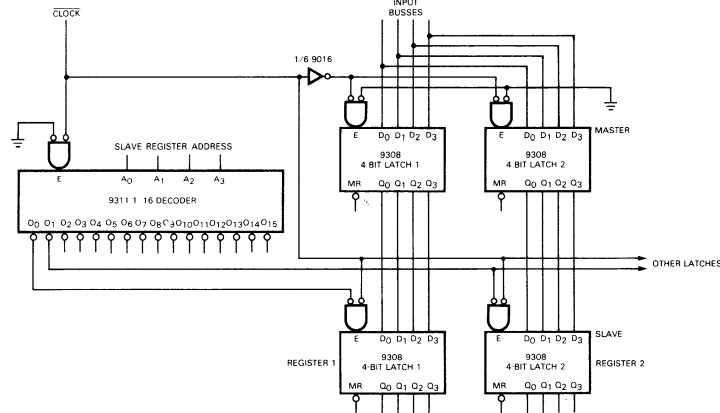 INPUT
BUSSES
CLOCK
1/6 9016
SLAVE REGISTER ADDRESS
E A0 A1 A2 A3
9311 1 16 DECODER
O0 O1 O2 O3 O4 O5 O6 O7 O8 O9 O10 O11 O12 O13 O14 O15
E D0 D1 D2 D3
9308
4 BIT LATCH 1
MR Q0 Q1 Q2 Q3
E D0 D1 D2 D3
9308
4 BIT LATCH 2
MR Q0 Q1 Q2 Q3
MASTER
OTHER LATCHES
REGISTER 1
E D0 D1 D2 D3
9308
4-BIT LATCH 1
MR Q0 Q1 Q2 Q3
E D0 D1 D2 D3
9308
4-BIT LATCH 2
MR Q0 Q1 Q2 Q3
SLAVE
REGISTER 2